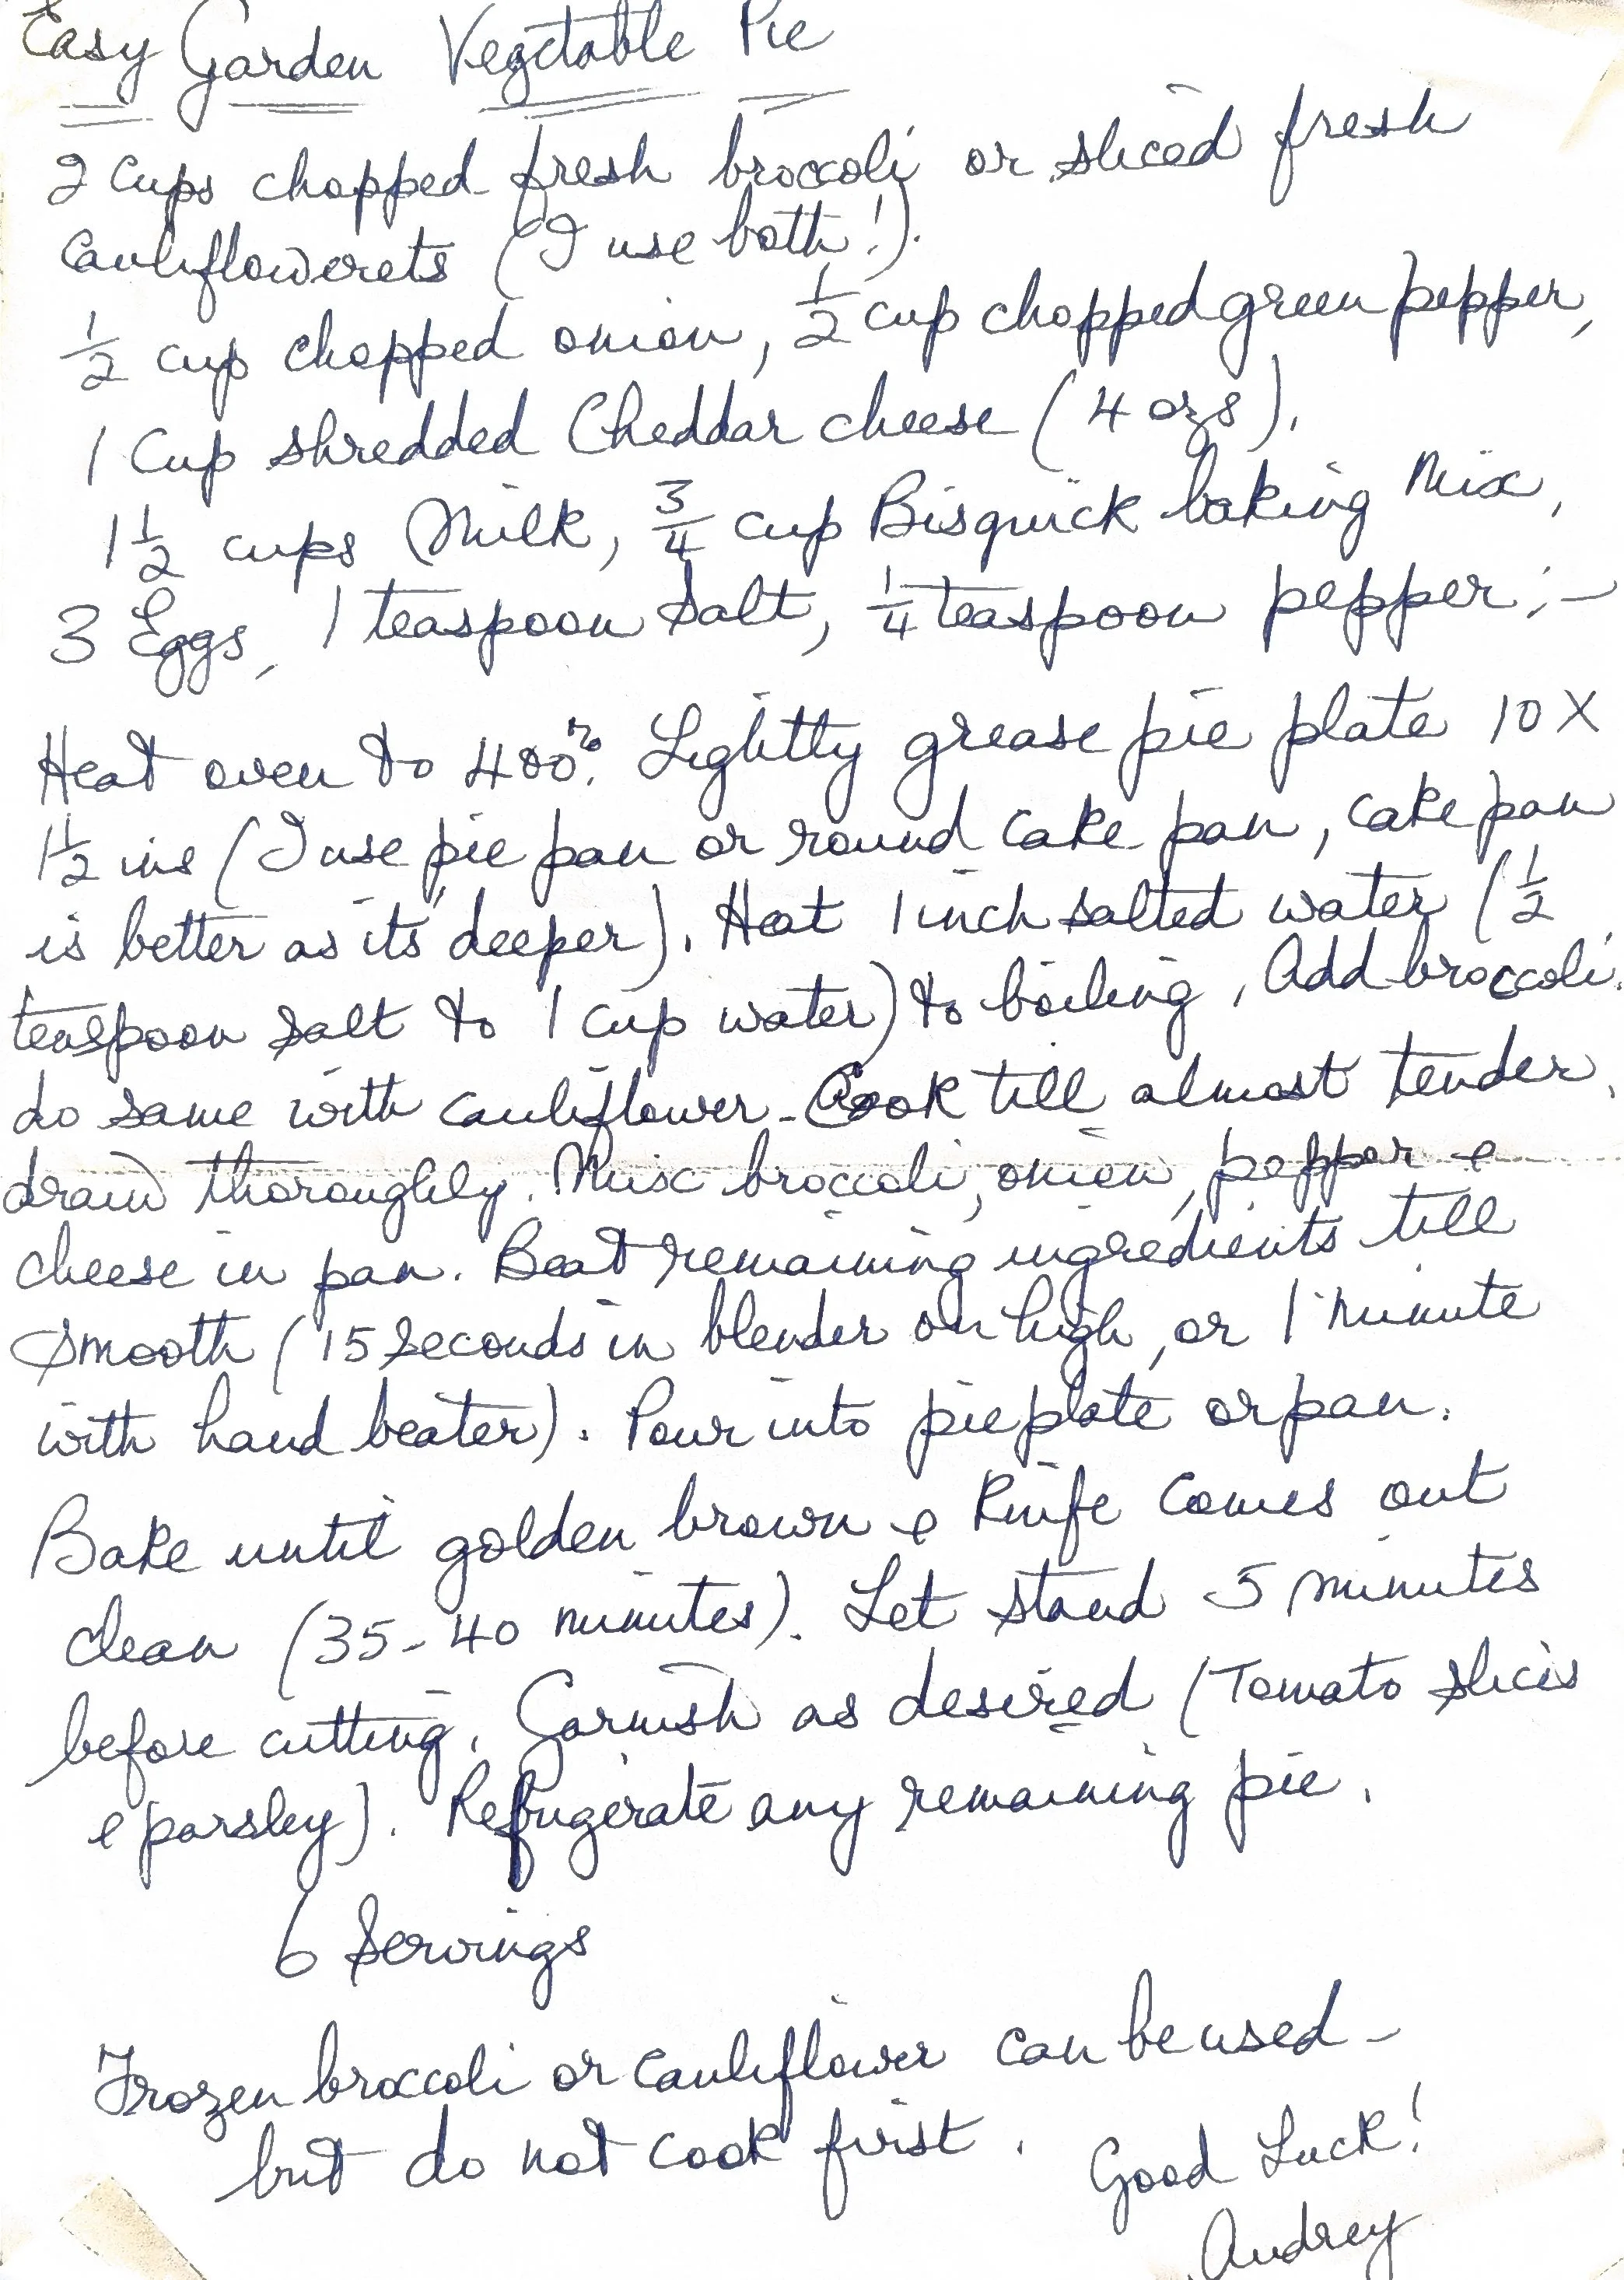 Easy Garden Vegetable Pie
2 Cups chopped fresh broccoli or sliced fresh
Cauliflowerets (I use both!).
1/2 cup chopped onion, 1/2 cup chopped green pepper,
1 Cup shredded Cheddar cheese (4 ozs).
1 1/2 cups Milk, 3/4 cup Bisquick baking Mix,
3 Eggs, 1 teaspoon Salt, 1/4 teaspoon pepper:-
Heat oven to 400°. Lightly grease pie plate 10 X
1 1/2 ins (I use pie pan or round cake pan, cake pan
is better as its deeper). Heat 1 inch salted water (1/2
teaspoon salt to 1 cup water) to boiling. Add broccoli.
do same with cauliflower - Cook till almost tender.
drain thoroughly. Mix broccoli, onion, pepper &
cheese in pan. Beat remaining ingredients till
smooth (15 seconds in blender on high, or 1 minute
with hand beater). Pour into pie plate or pan.
Bake until golden brown & knife comes out
clean (35-40 minutes). Let stand 5 minutes
before cutting. Garnish as desired (Tomato slices
& parsley). Refrigerate any remaining pie.
6 Servings
Frozen broccoli or cauliflower can be used -
but do not cook first.
Good Luck!
Audrey